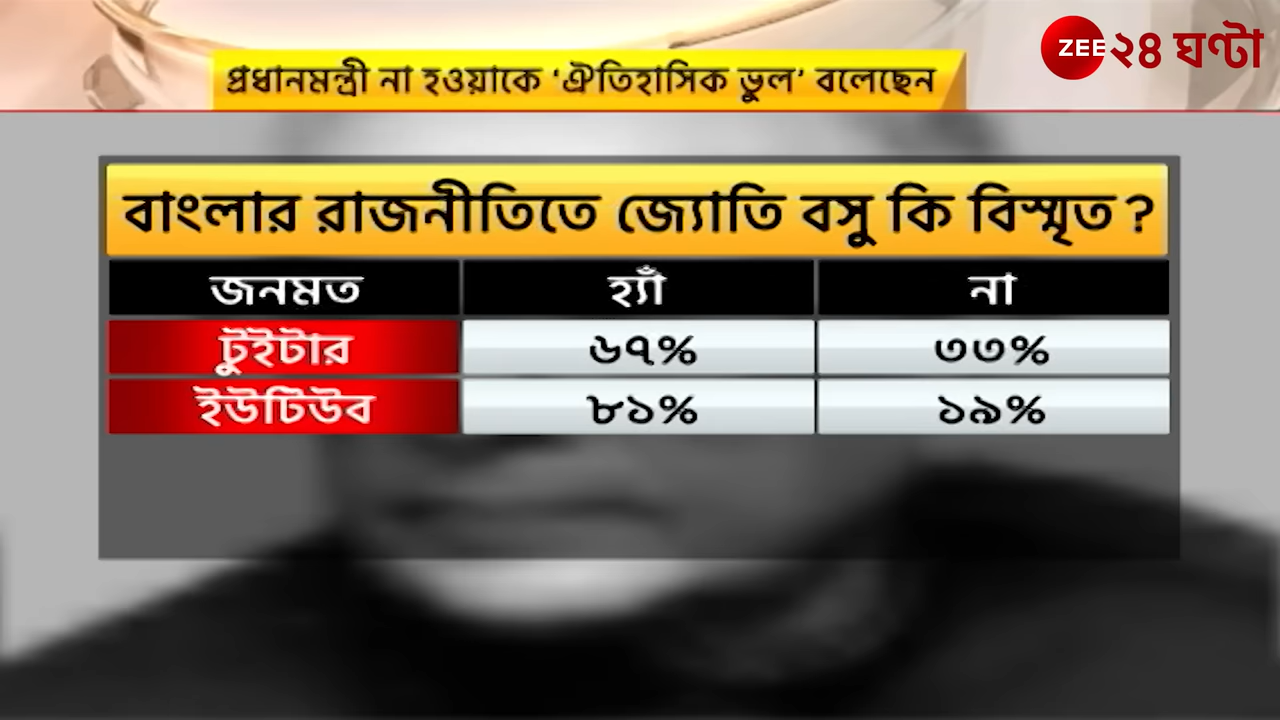 প্রধানমন্ত্রী না হওয়াকে ‘ঐতিহাসিক ভুল’ বলেছেন
ZEE ২৪ ঘণ্টা
বাংলার রাজনীতিতে জ্যোতি বসু কি বিস্মৃত ?
জনমত হ্যাঁ না
টুইটার ৬৭% ৩৩%
ইউটিউব ৮১% ১৯%